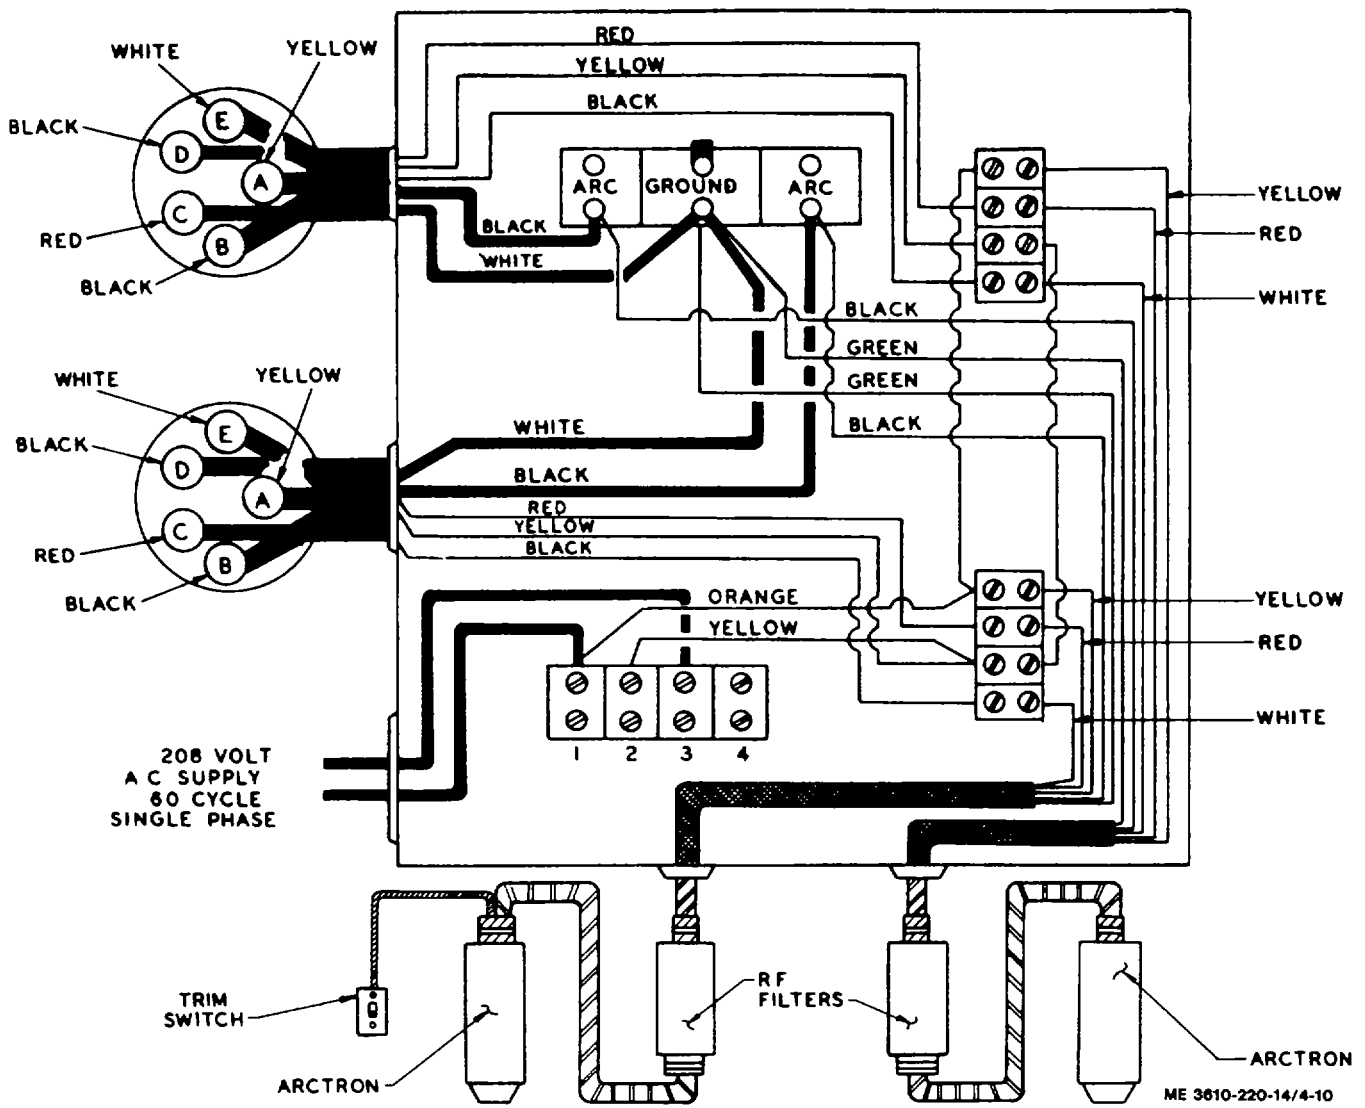 RED
WHITE
YELLOW
YELLOW
BLACK
E
BLACK
D
A
ARC
GROUND
ARC
YELLOW
C
RED
B
BLACK
WHITE
RED
BLACK
WHITE
BLACK
GREEN
GREEN
WHITE
YELLOW
BLACK
E
WHITE
BLACK
D
BLACK
A
RED
C
YELLOW
RED
BLACK
B
BLACK
ORANGE
YELLOW
YELLOW
RED
WHITE
1 2 3 4
208 VOLT
A C SUPPLY
60 CYCLE
SINGLE PHASE
RF
FILTERS
TRIM
SWITCH
ARCTRON
ARCTRON
ME 3610-220-14/4-10